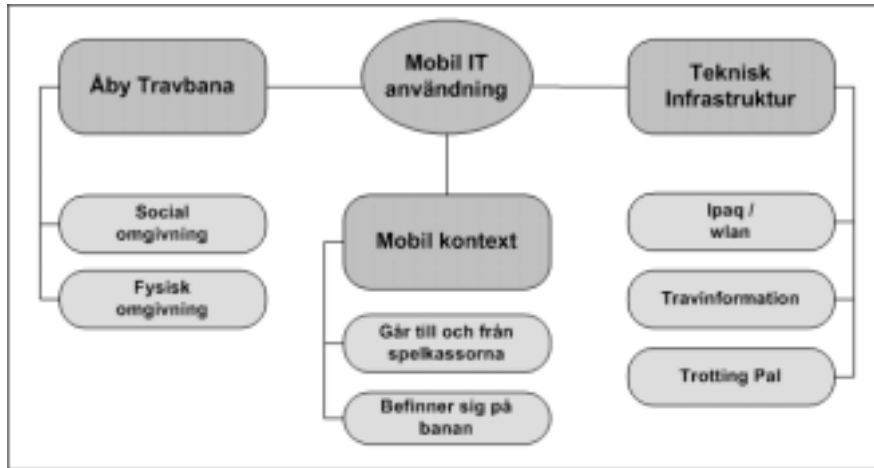 Åby Travbana
Mobil IT
användning
Teknisk
Infrastruktur
Social
omgivning
Fysisk
omgivning
Mobil kontext
Går till och från
spelkassorna
Befinner sig på
banan
Ipaq /
wlan
Travinformation
Trotting Pal